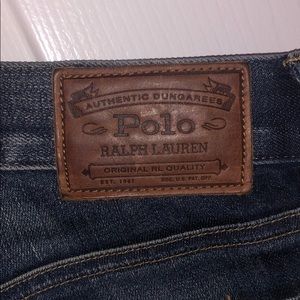 AUTHENTIC DUNGAREES
Polo
RALPH LAUREN
ORIGINAL RL QUALITY
EST. 1967 REG. U.S. PAT. OFF.